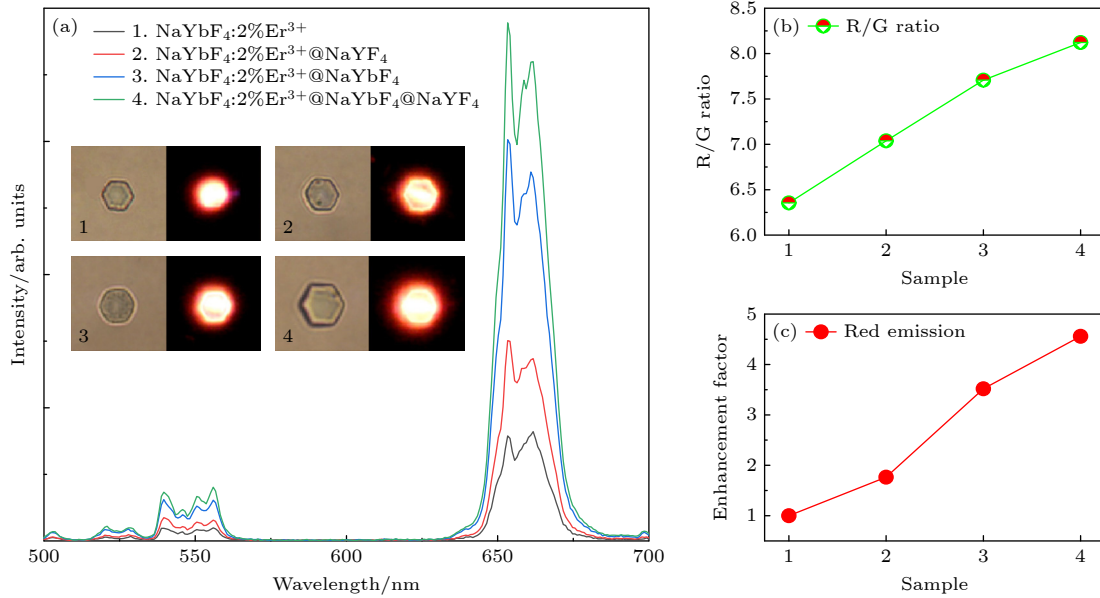 (a)
1. NaYbF₄:2%Er³⁺
2. NaYbF₄:2%Er³⁺@NaYF₄
3. NaYbF₄:2%Er³⁺@NaYbF₄
4. NaYbF₄:2%Er³⁺@NaYbF₄@NaYF₄
1
2
3
4
Intensity/arb. units
500
550
600
650
700
Wavelength/nm
(b)
R/G ratio
8.5
8.0
7.5
7.0
6.5
6.0
R/G ratio
1
2
3
4
Sample
(c)
Red emission
5
4
3
2
1
Enhancement factor
1
2
3
4
Sample